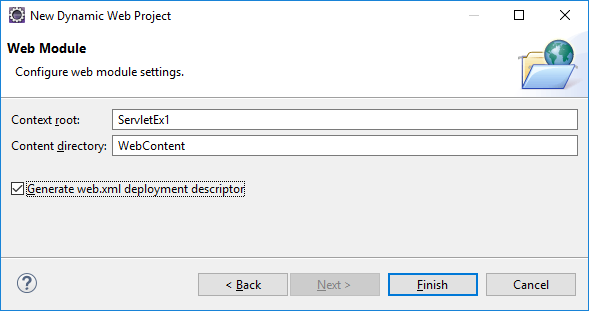 New Dynamic Web Project
Web Module
Configure web module settings.
Context root: ServletEx1
Content directory: WebContent
Generate web.xml deployment descriptor
? < Back Next > Finish Cancel